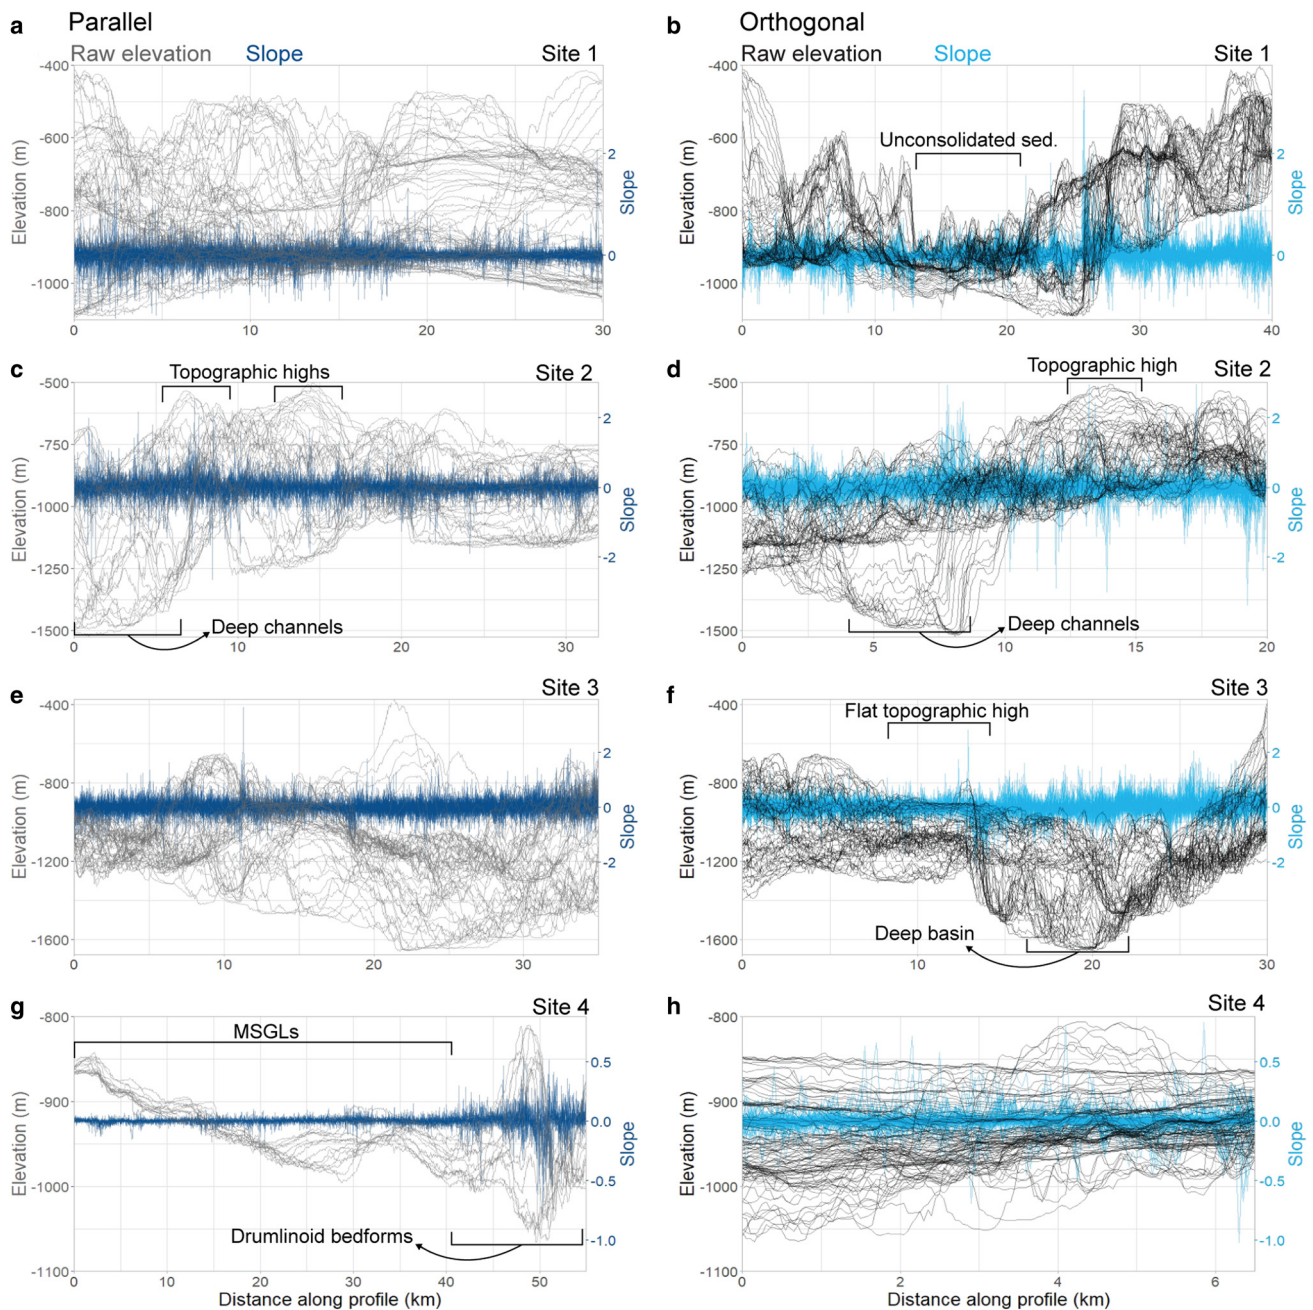 a Parallel
Raw elevation Slope Site 1
-400
-600
-800
-1000
Elevation (m)
2
0
Slope
0 10 20 30
b Orthogonal
Raw elevation Slope Site 1
Unconsolidated sed.
-400
-600
-800
-1000
Elevation (m)
2
0
Slope
0 10 20 30 40
c Topographic highs Site 2
-500
-750
-1000
-1250
-1500
Elevation (m)
2
0
-2
Slope
Deep channels
0 10 20 30
d Topographic high Site 2
-500
-750
-1000
-1250
-1500
Elevation (m)
2
0
-2
Slope
Deep channels
0 5 10 15 20
e Site 3
-400
-800
-1200
-1600
Elevation (m)
2
0
-2
Slope
0 10 20 30
f Site 3
Flat topographic high
-400
-800
-1200
-1600
Elevation (m)
2
0
-2
Slope
Deep basin
0 10 20 30
g Site 4
MSGLs
-800
-900
-1000
-1100
Elevation (m)
0.5
0.0
-0.5
-1.0
Slope
Drumlinoid bedforms
0 10 20 30 40 50
Distance along profile (km)
h Site 4
-800
-900
-1000
-1100
Elevation (m)
0.5
0.0
-0.5
-1.0
Slope
0 2 4 6
Distance along profile (km)